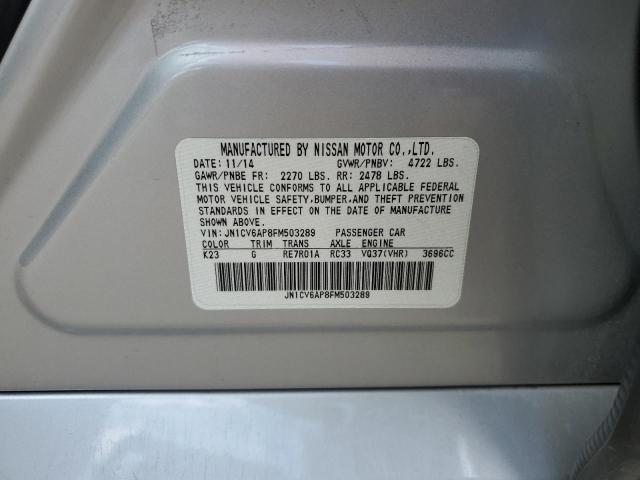 MANUFACTURED BY NISSAN MOTOR CO.,LTD.
DATE: 11/14 GVWR/PNBV: 4722 LBS.
GAWR/PNBE FR: 2270 LBS. RR: 2478 LBS.
THIS VEHICLE CONFORMS TO ALL APPLICABLE FEDERAL
MOTOR VEHICLE SAFETY,BUMPER,AND THEFT PREVENTION
STANDARDS IN EFFECT ON THE DATE OF MANUFACTURE
SHOWN ABOVE.
VIN: JN1CV6AP8FM503289 PASSENGER CAR
COLOR TRIM TRANS AXLE ENGINE
K23 G RE7R01A RC33 VQ37(VHR) 3696CC
JN1CV6AP8FM503289